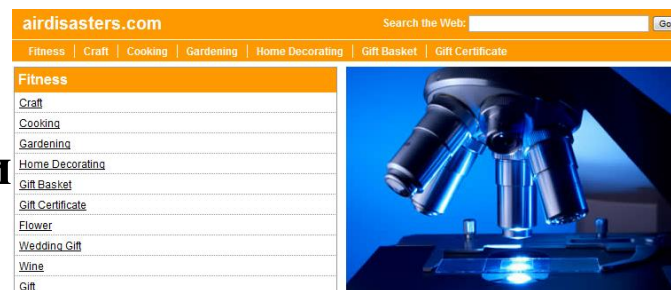 airdisasters.com Search the Web: Go
Fitness | Craft | Cooking | Gardening | Home Decorating | Gift Basket | Gift Certificate
Fitness
Craft
Cooking
Gardening
Home Decorating
Gift Basket
Gift Certificate
Flower
Wedding Gift
Wine
Gift